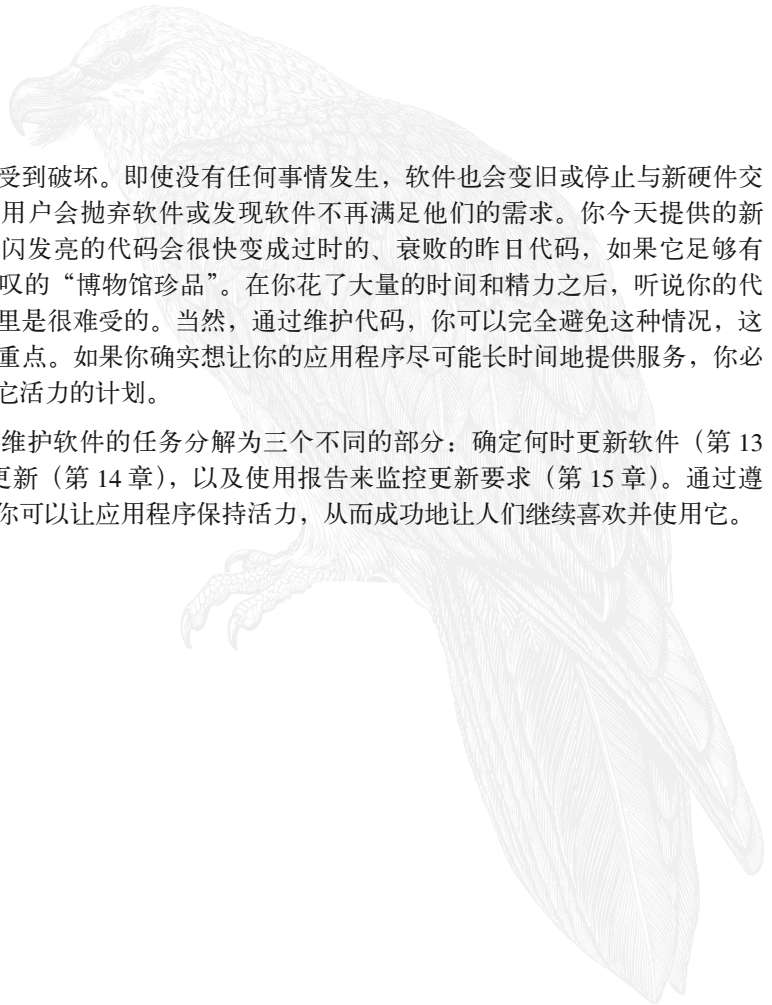 受到破坏。即使没有任何事情发生，软件也会变旧或停止与新硬件交
用户会抛弃软件或发现软件不再满足他们的需求。你今天提供的新
闪发亮的代码会很快变成过时的、衰败的昨日代码，如果它足够有
叹的“博物馆珍品”。在你花了大量的时间和精力之后，听说你的代
里是很难受的。当然，通过维护代码，你可以完全避免这种情况，这
重点。如果你确实想让你的应用程序尽可能长时间地提供服务，你必
它活力的计划。
维护软件的任务分解为三个不同的部分：确定何时更新软件（第 13
更新（第 14 章），以及使用报告来监控更新要求（第 15 章）。通过遵
你可以让应用程序保持活力，从而成功地让人们继续喜欢并使用它。